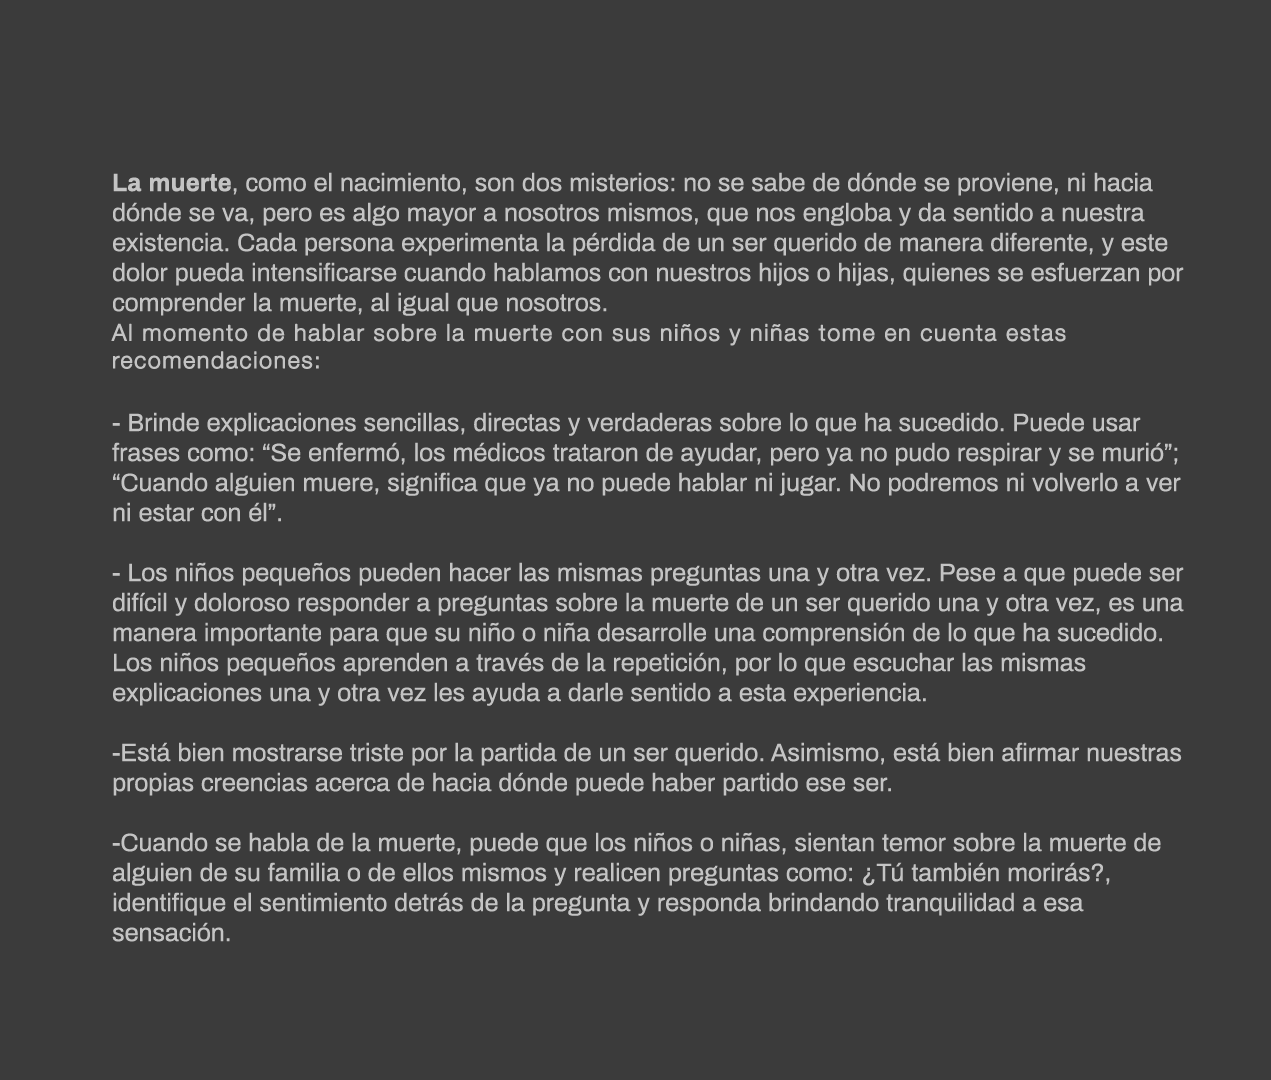 La muerte, como el nacimiento, son dos misterios: no se sabe de dónde se proviene, ni hacia
dónde se va, pero es algo mayor a nosotros mismos, que nos engloba y da sentido a nuestra
existencia. Cada persona experimenta la pérdida de un ser querido de manera diferente, y este
dolor pueda intensificarse cuando hablamos con nuestros hijos o hijas, quienes se esfuerzan por
comprender la muerte, al igual que nosotros.
Al momento de hablar sobre la muerte con sus niños y niñas tome en cuenta estas
recomendaciones:
- Brinde explicaciones sencillas, directas y verdaderas sobre lo que ha sucedido. Puede usar
frases como: “Se enfermó, los médicos trataron de ayudar, pero ya no pudo respirar y se murió”;
“Cuando alguien muere, significa que ya no puede hablar ni jugar. No podremos ni volverlo a ver
ni estar con él”.
- Los niños pequeños pueden hacer las mismas preguntas una y otra vez. Pese a que puede ser
difícil y doloroso responder a preguntas sobre la muerte de un ser querido una y otra vez, es una
manera importante para que su niño o niña desarrolle una comprensión de lo que ha sucedido.
Los niños pequeños aprenden a través de la repetición, por lo que escuchar las mismas
explicaciones una y otra vez les ayuda a darle sentido a esta experiencia.
-Está bien mostrarse triste por la partida de un ser querido. Asimismo, está bien afirmar nuestras
propias creencias acerca de hacia dónde puede haber partido ese ser.
-Cuando se habla de la muerte, puede que los niños o niñas, sientan temor sobre la muerte de
alguien de su familia o de ellos mismos y realicen preguntas como: ¿Tú también morirás?,
identifique el sentimiento detrás de la pregunta y responda brindando tranquilidad a esa
sensación.